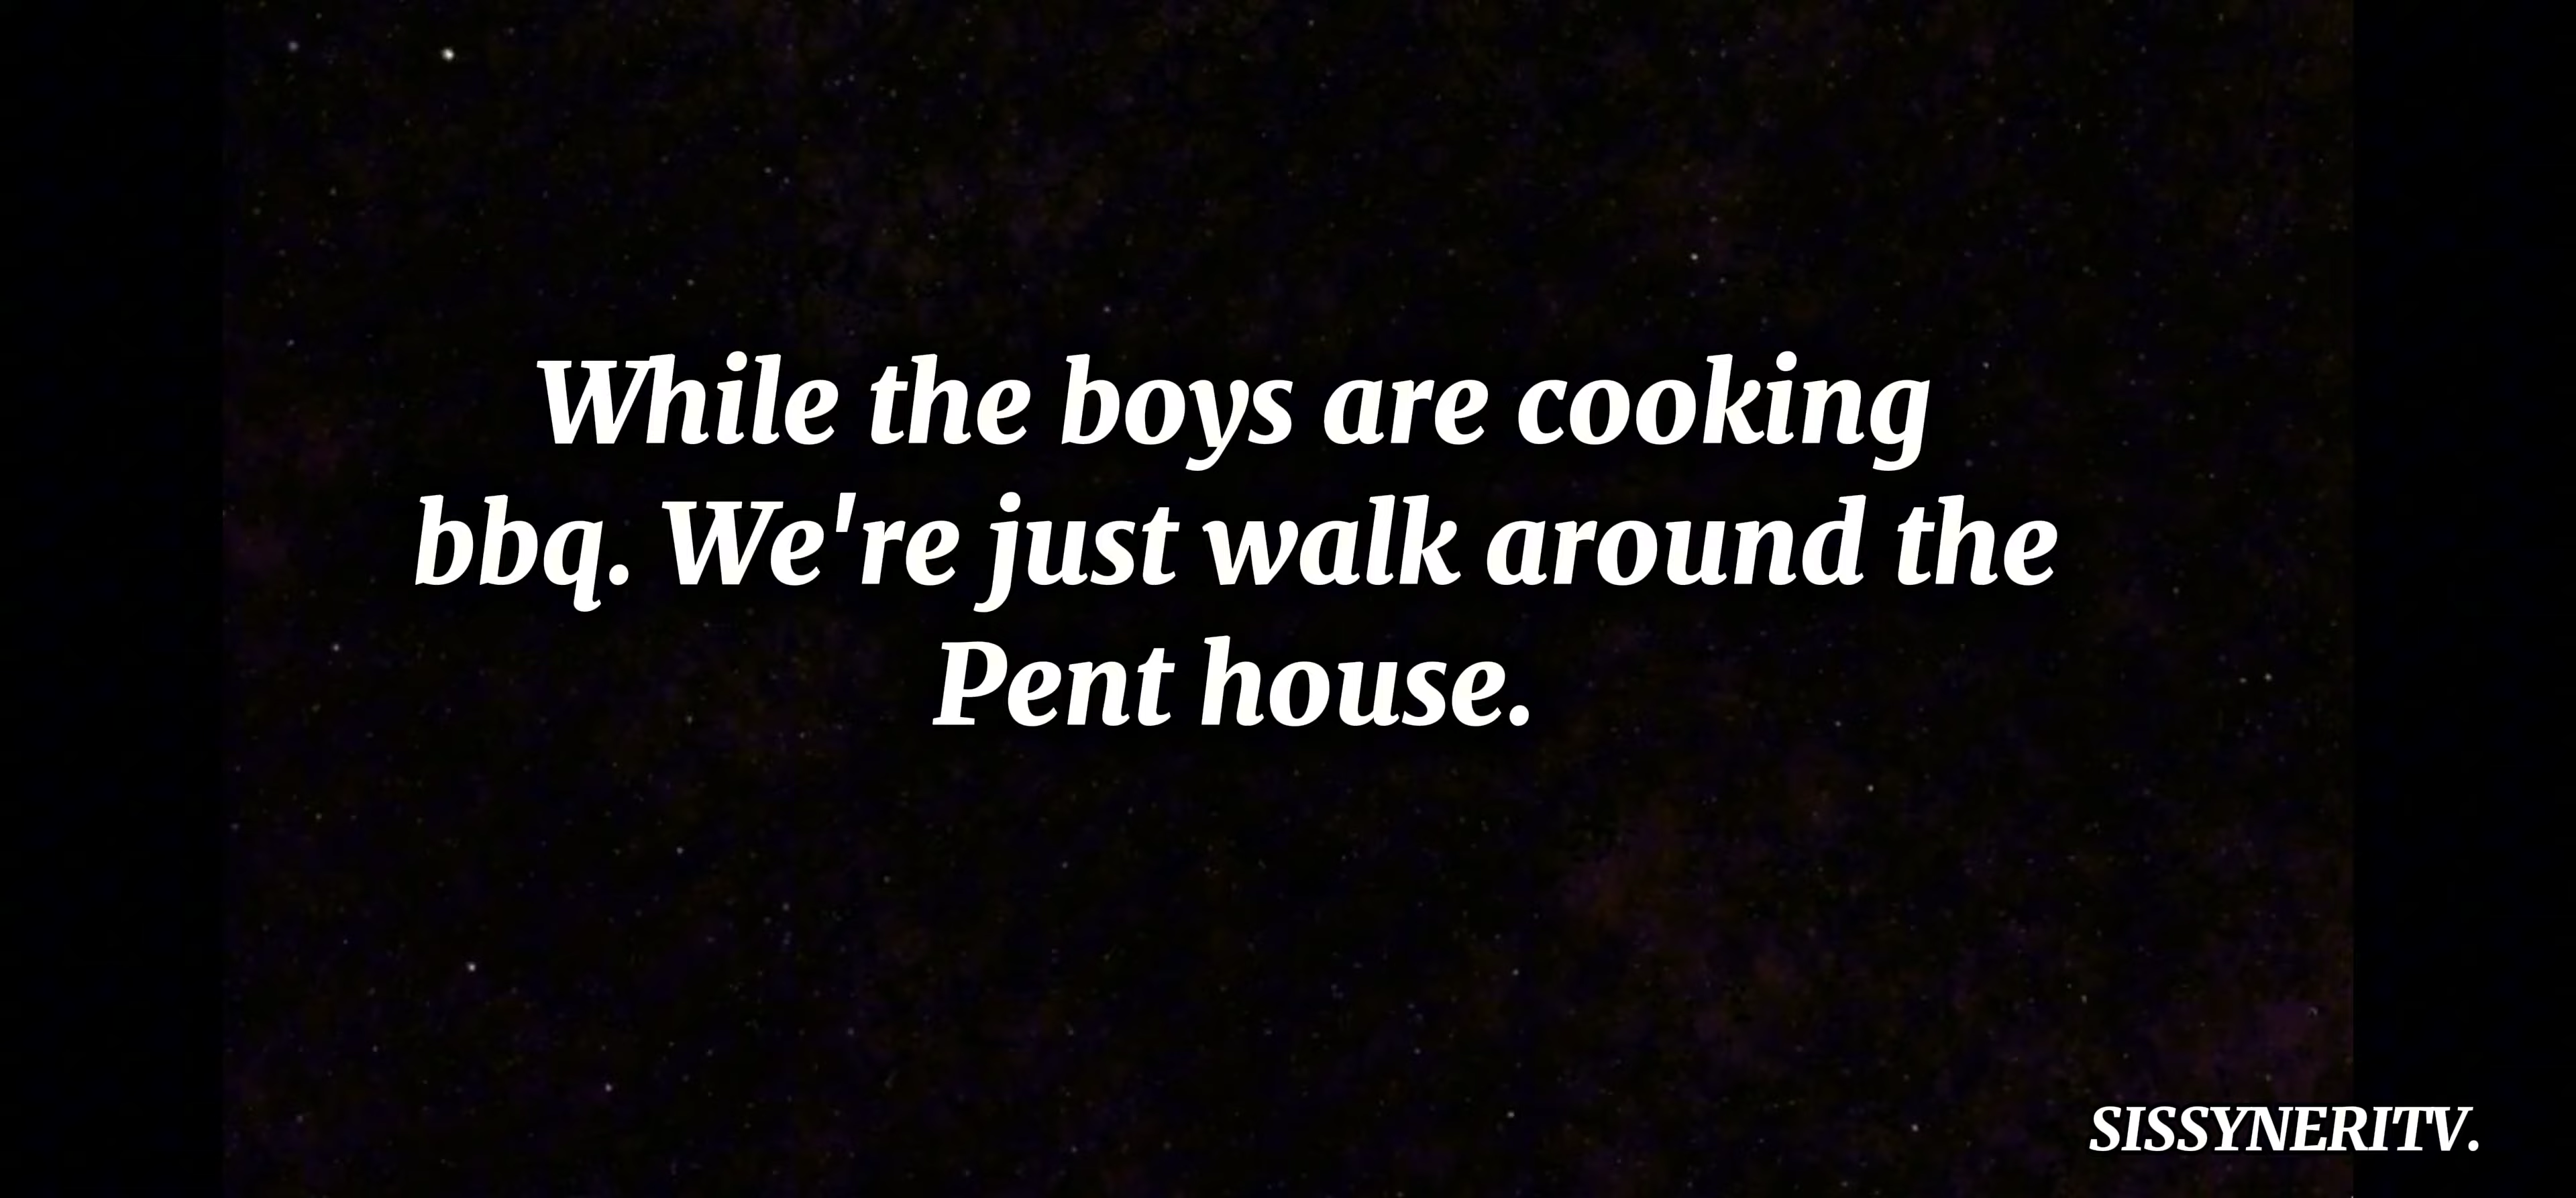 While the boys are cooking
bbq. We're just walk around the
Pent house.
SISSYNERITV.